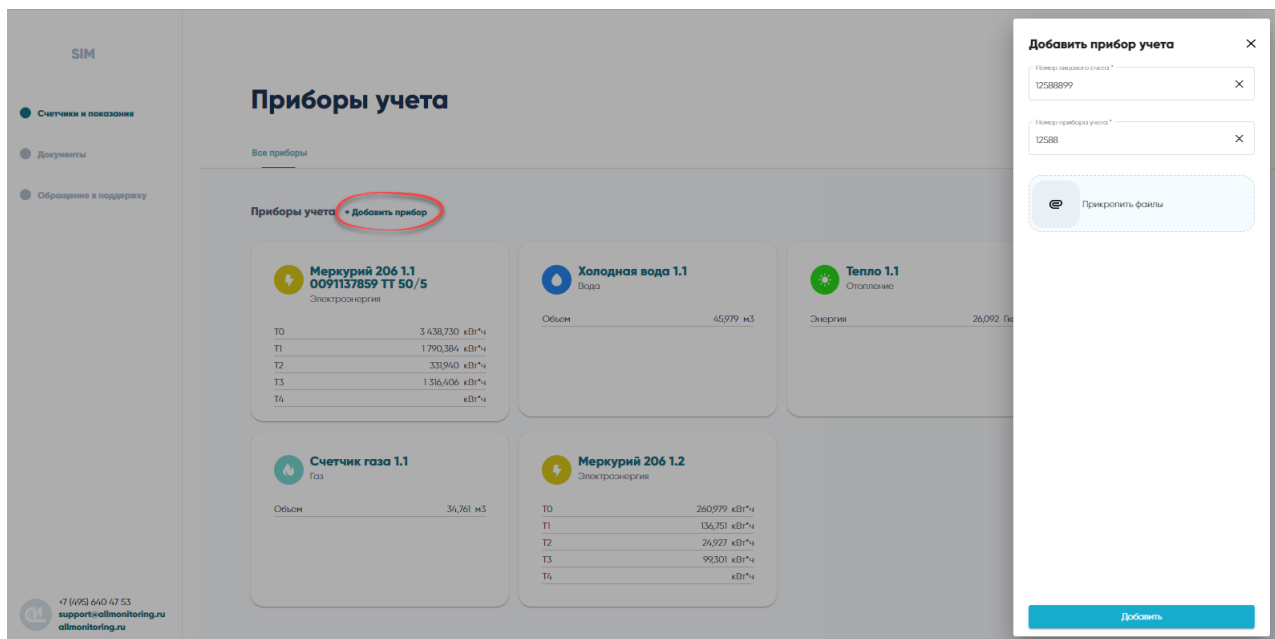 SIM
Счетчики и показания
Документы
Обращение в поддержку
+7 (495) 640 47 53
support@allmonitoring.ru
allmonitoring.ru
Приборы учета
Все приборы
Приборы учета + Добавить прибор
Меркурий 206 1.1
0091137859 ТТ 50/5
Электроэнергия
T0 3 438,730 кВт*ч
T1 1 790,384 кВт*ч
T2 331,940 кВт*ч
T3 1 316,406 кВт*ч
T4 кВт*ч
Холодная вода 1.1
Вода
Объем 45,979 м3
Тепло 1.1
Отопление
Энергия 26,092
Счетчик газа 1.1
Газ
Объем 34,761 м3
Меркурий 206 1.2
Электроэнергия
T0 260,979 кВт*ч
T1 136,751 кВт*ч
T2 24,927 кВт*ч
T3 99,301 кВт*ч
T4 кВт*ч
Добавить прибор учета
Номер лицевого счета *
12588899
Номер прибора учета *
12588
Прикрепить файлы
Добавить